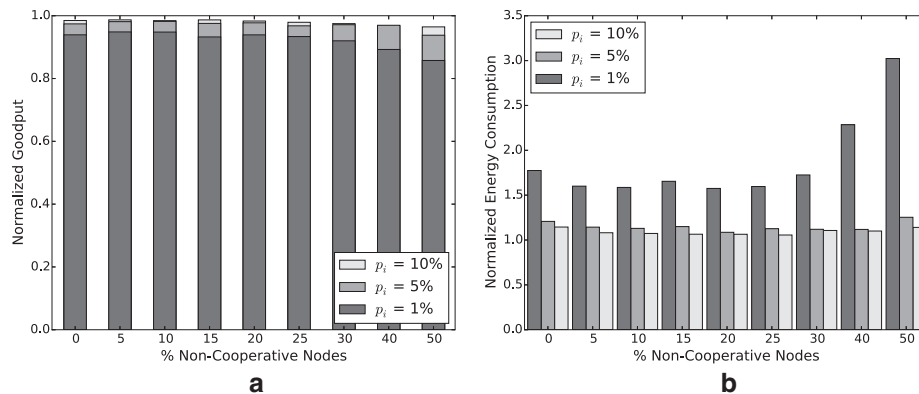 1.0
0.8
0.6
0.4
0.2
0.0
Normalized Goodput
p_i = 10%
p_i = 5%
p_i = 1%
0 5 10 15 20 25 30 40 50
% Non-Cooperative Nodes
a
3.5
3.0
2.5
2.0
1.5
1.0
0.5
0.0
Normalized Energy Consumption
p_i = 10%
p_i = 5%
p_i = 1%
0 5 10 15 20 25 30 40 50
% Non-Cooperative Nodes
b